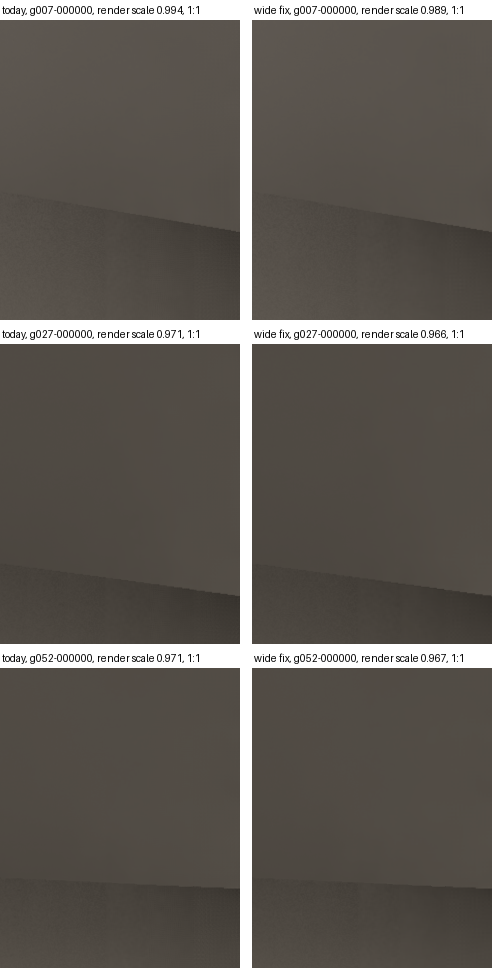 today, g007-000000, render scale 0.994, 1:1
wide fix, g007-000000, render scale 0.989, 1:1
today, g027-000000, render scale 0.971, 1:1
wide fix, g027-000000, render scale 0.966, 1:1
today, g052-000000, render scale 0.971, 1:1
wide fix, g052-000000, render scale 0.967, 1:1